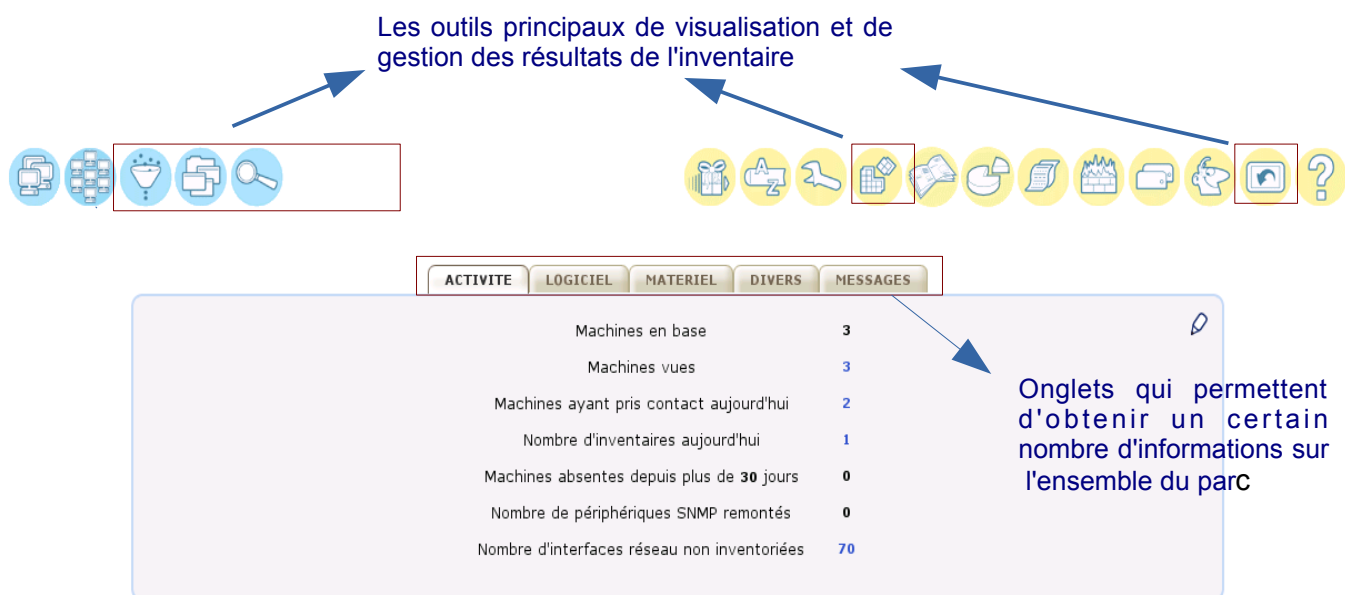 Les outils principaux de visualisation et de
gestion des résultats de l'inventaire
A
Z
?
ACTIVITE LOGICIEL MATERIEL DIVERS MESSAGES
Machines en base 3
Machines vues 3
Machines ayant pris contact aujourd'hui 2
Nombre d'inventaires aujourd'hui 1
Machines absentes depuis plus de 30 jours 0
Nombre de périphériques SNMP remontés 0
Nombre d'interfaces réseau non inventoriées 70
Onglets qui permettent
d'obtenir un certain
nombre d'informations sur
l'ensemble du parc